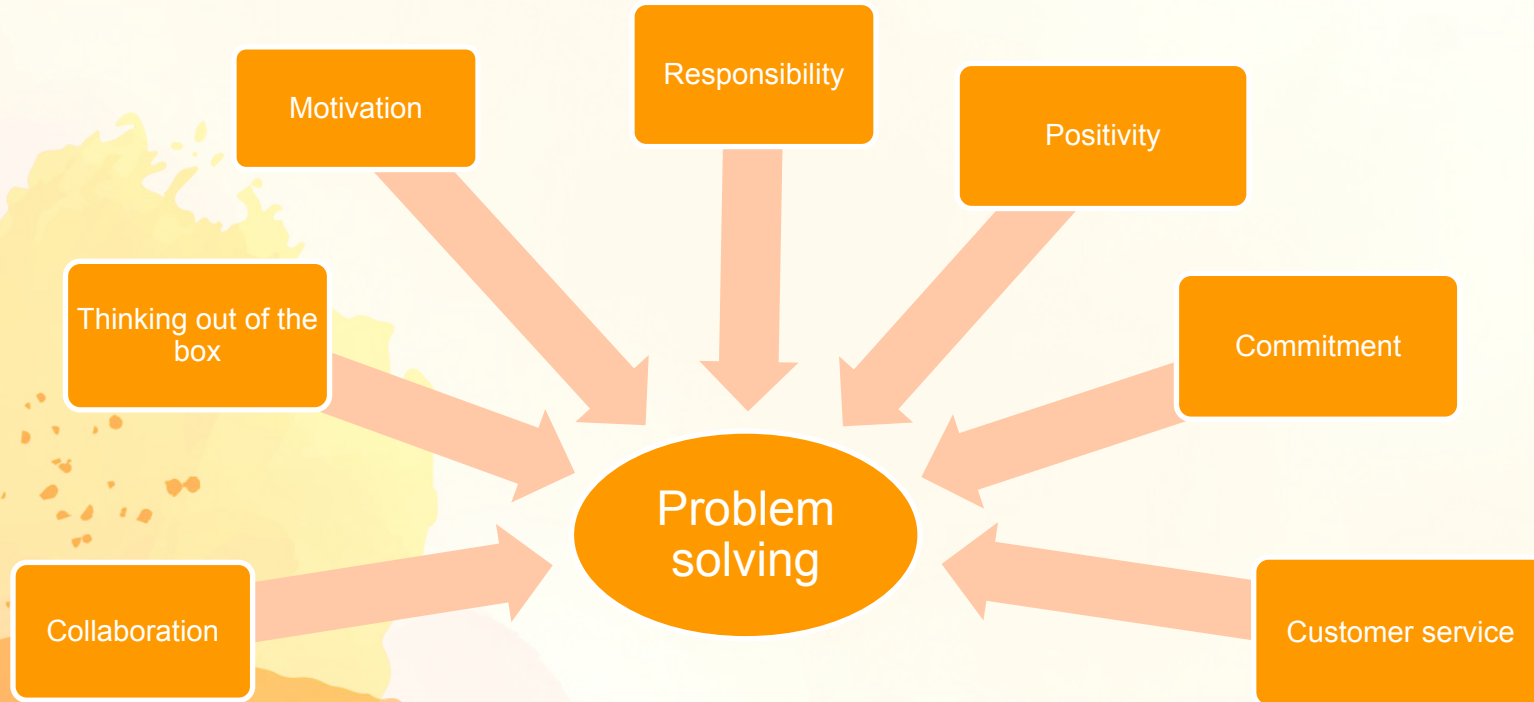 Responsibility
Motivation
Positivity
Thinking out of the
box
Commitment
Problem
solving
Collaboration
Customer service